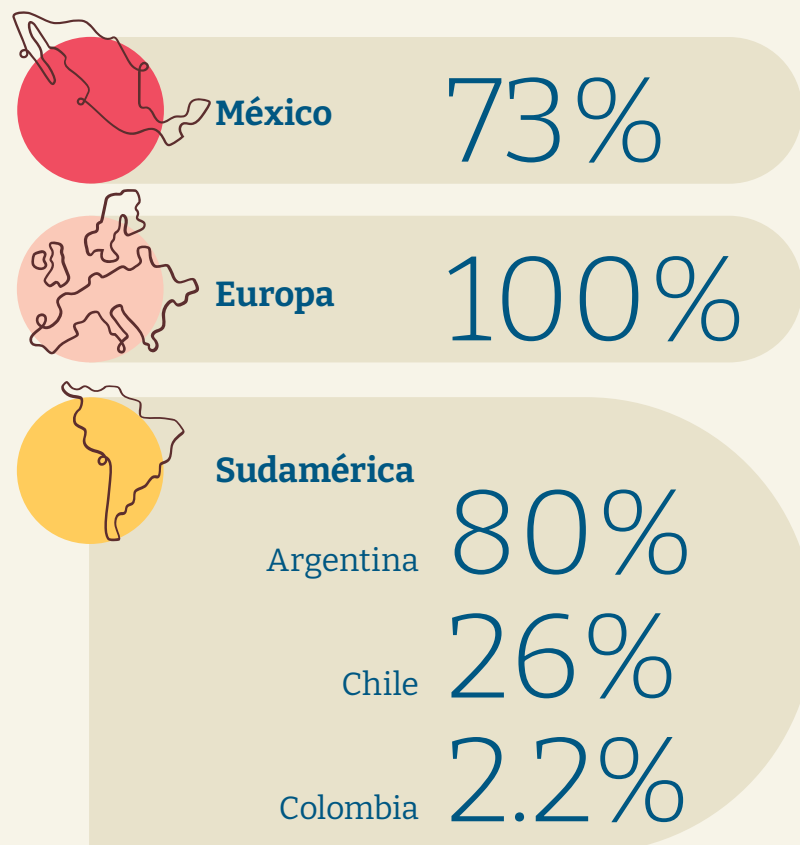 México 73%
Europa 100%
Sudamérica
Argentina 80%
Chile 26%
Colombia 2.2%